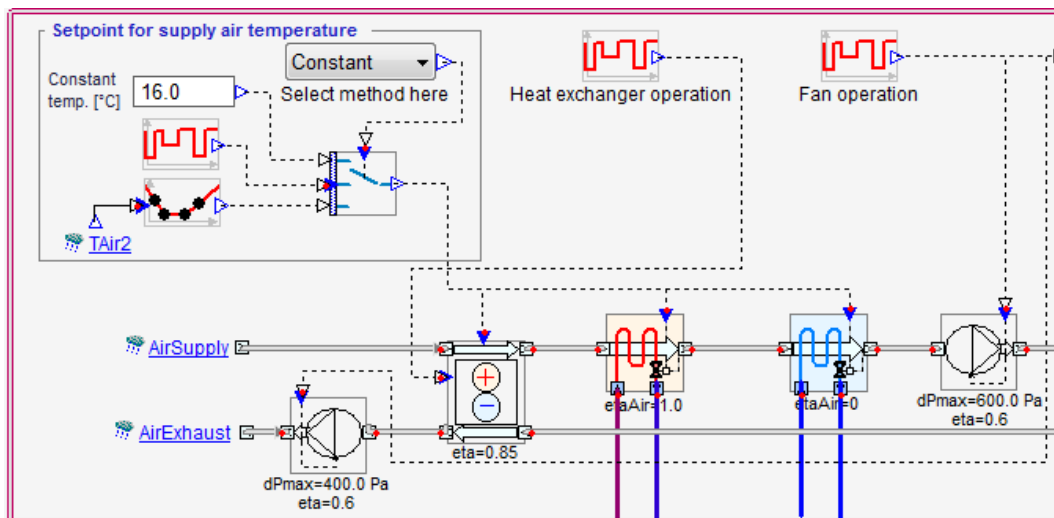 Setpoint for supply air temperature
Constant
Constant
temp. [°C]
16.0
Select method here
Heat exchanger operation
Fan operation
TAir2
AirSupply
etaAir=1.0
etaAir=0
dPmax=600.0 Pa
eta=0.6
AirExhaust
eta=0.85
dPmax=400.0 Pa
eta=0.6